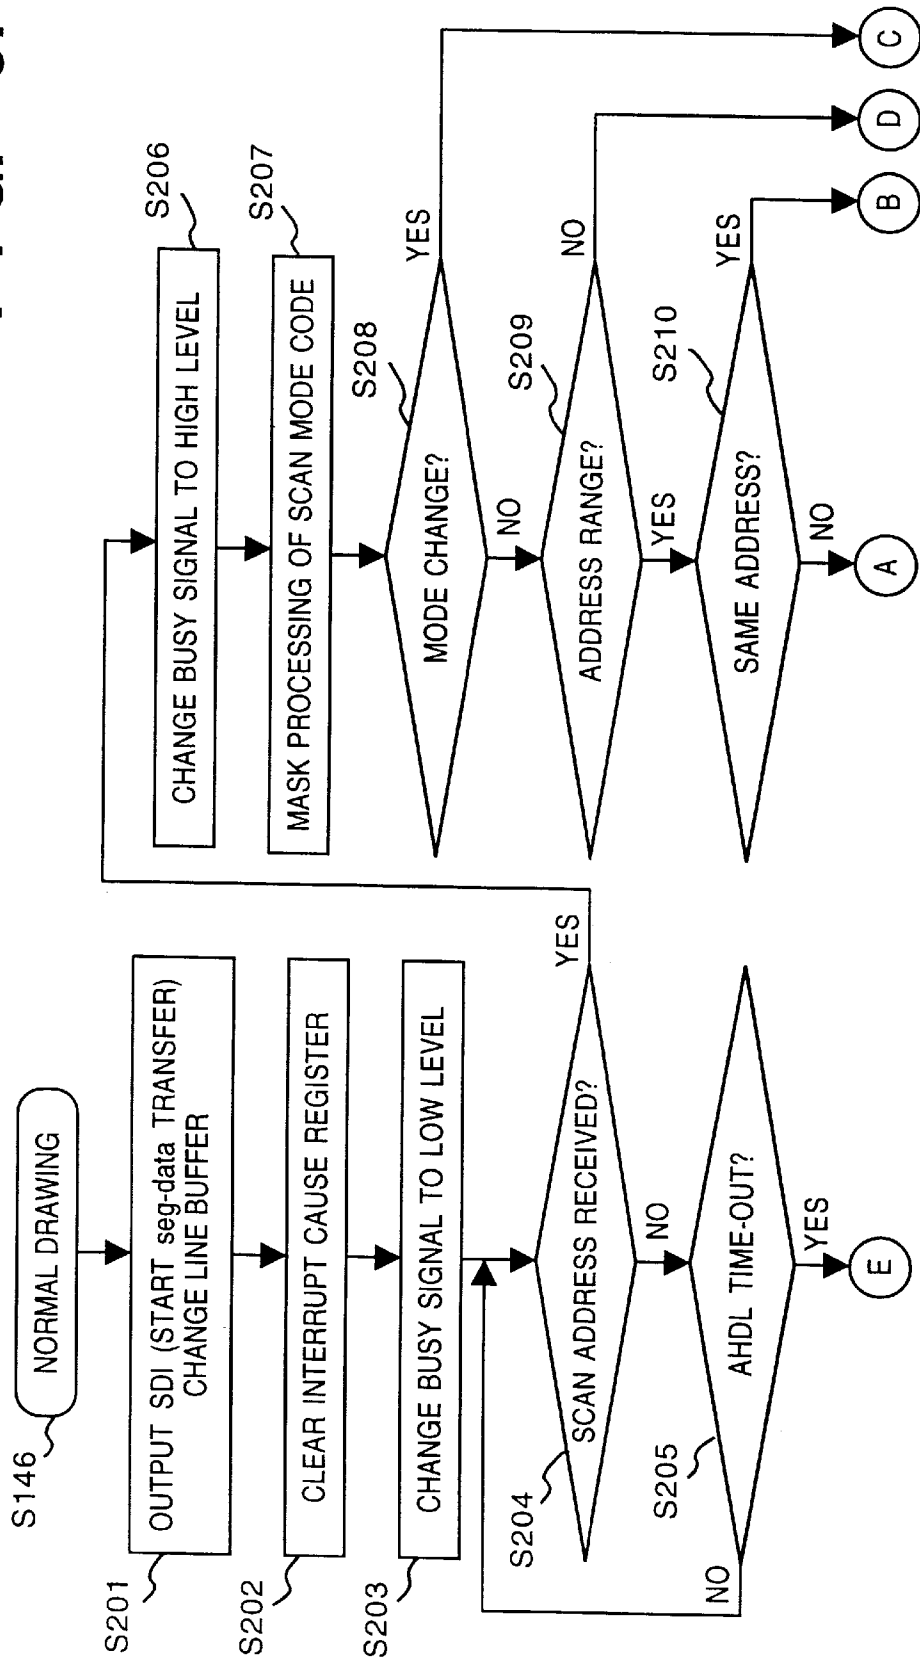 S146
NORMAL DRAWING
S201
OUTPUT SDI (START seg-data TRANSFER)
CHANGE LINE BUFFER
S202
CLEAR INTERRUPT CAUSE REGISTER
S203
CHANGE BUSY SIGNAL TO LOW LEVEL
S204
SCAN ADDRESS RECEIVED?
YES
NO
S205
AHDL TIME-OUT?
NO
YES
E
S206
CHANGE BUSY SIGNAL TO HIGH LEVEL
S207
MASK PROCESSING OF SCAN MODE CODE
S208
MODE CHANGE?
YES
NO
S209
ADDRESS RANGE?
NO
YES
S210
SAME ADDRESS?
YES
NO
A
B
D
C